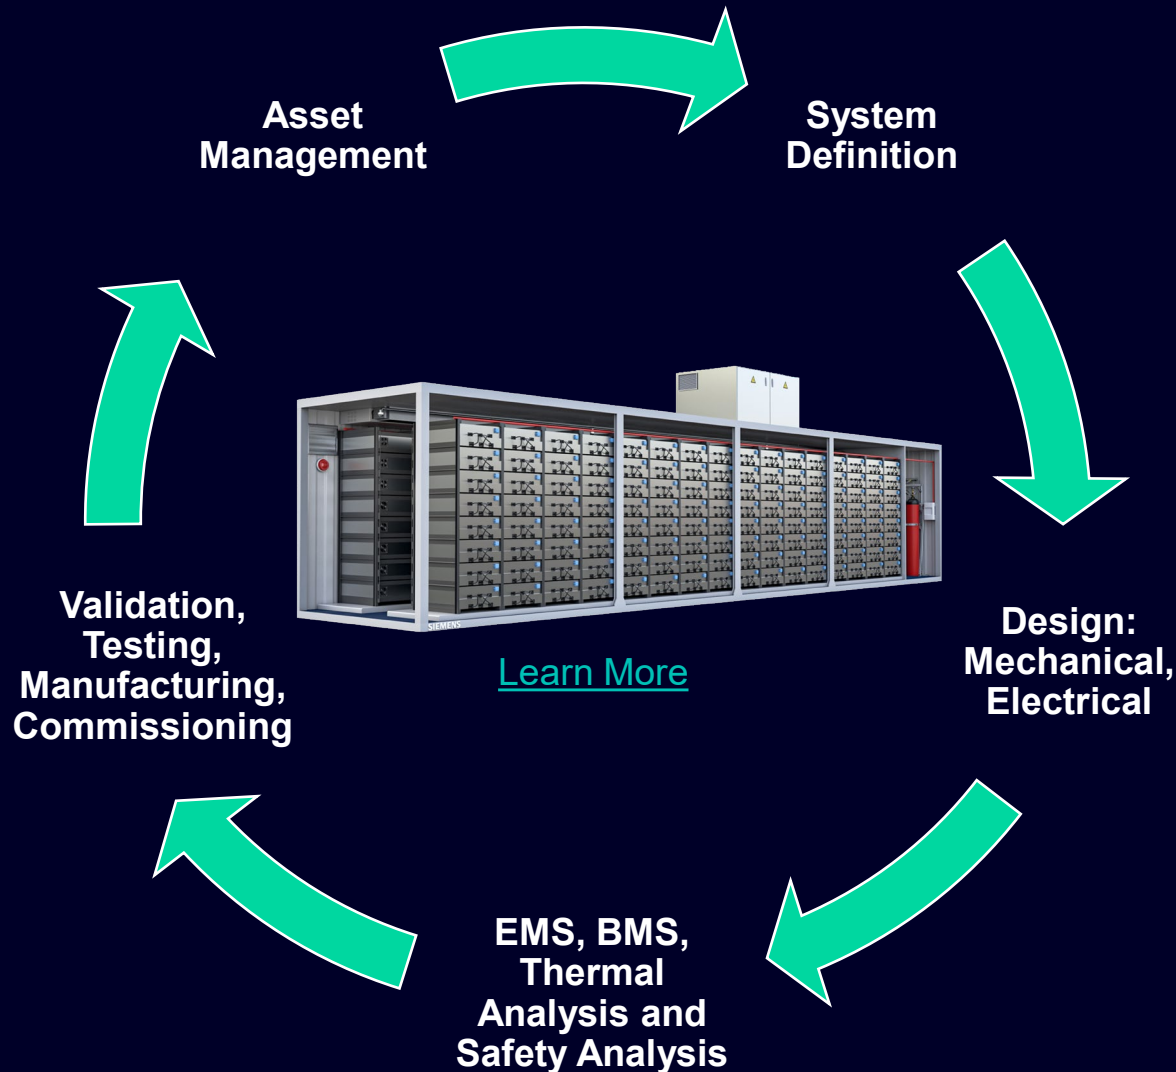 Asset
Management
System
Definition
SIEMENS
Learn More
Design:
Mechanical,
Electrical
Validation,
Testing,
Manufacturing,
Commissioning
EMS, BMS,
Thermal
Analysis and
Safety Analysis